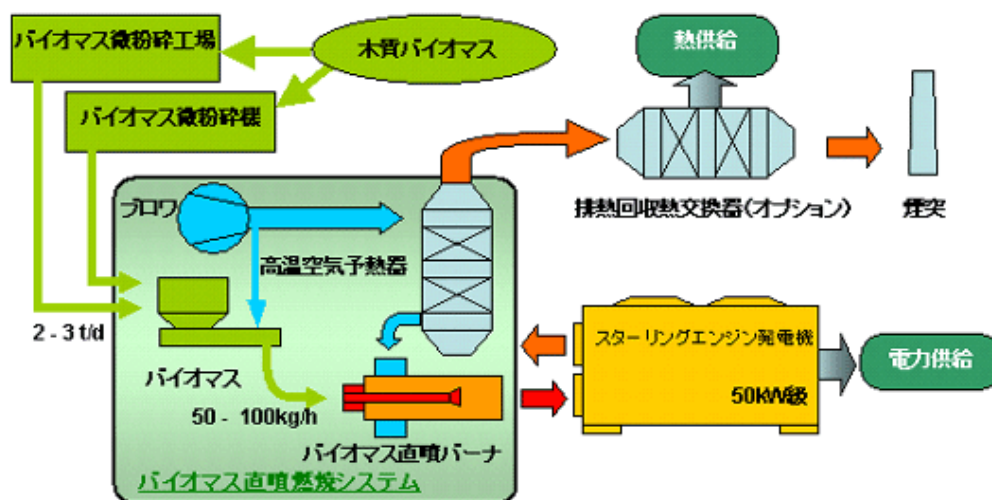 バイオマス微粉砕工場
木質バイオマス
熱供給
バイオマス微粉砕機
ブロワ
排熱回収熱交換器(オプション)
煙突
高温空気予熱器
2 - 3 t/d
スターリングエンジン発電機
電力供給
バイオマス
50kW級
50 - 100kg/h
バイオマス直噴バーナ
バイオマス直噴燃焼システム